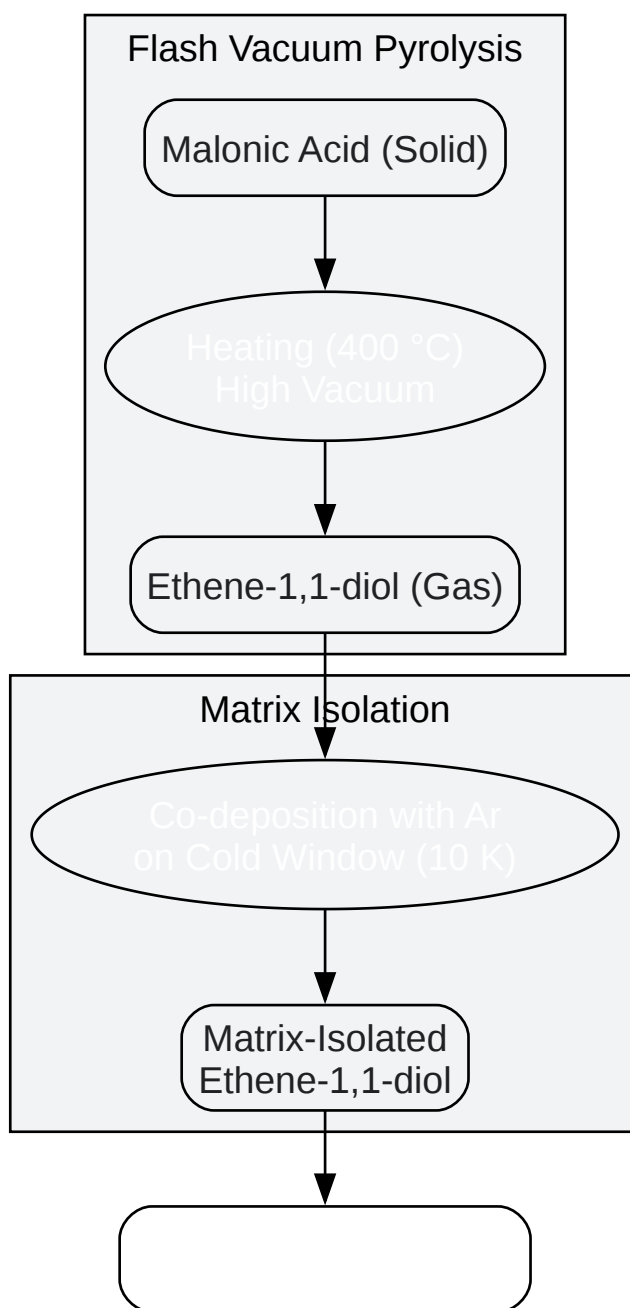 Flash Vacuum Pyrolysis
Malonic Acid (Solid)
Heating (400 °C)
High Vacuum
Ethene-1,1-diol (Gas)
Matrix Isolation
Co-deposition with Ar
on Cold Window (10 K)
Matrix-Isolated
Ethene-1,1-diol